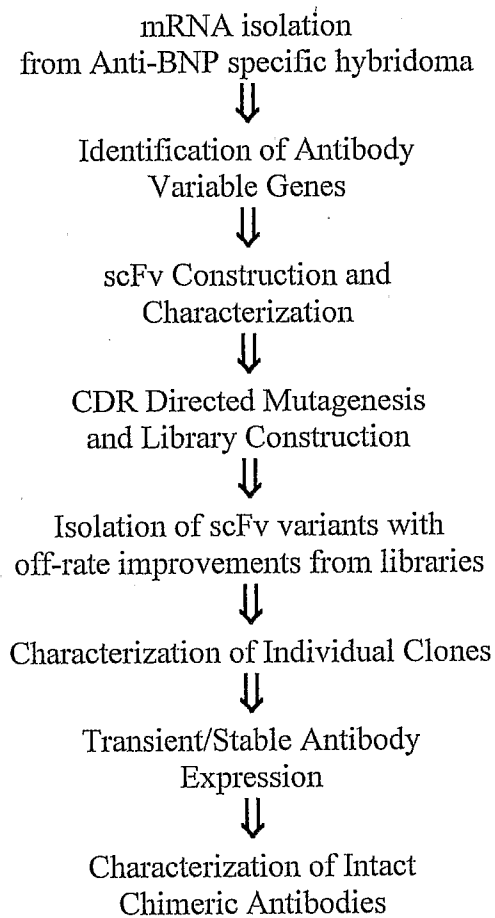 mRNA isolation
from Anti-BNP specific hybridoma
⇓
Identification of Antibody
Variable Genes
⇓
scFv Construction and
Characterization
⇓
CDR Directed Mutagenesis
and Library Construction
⇓
Isolation of scFv variants with
off-rate improvements from libraries
⇓
Characterization of Individual Clones
⇓
Transient/Stable Antibody
Expression
⇓
Characterization of Intact
Chimeric Antibodies